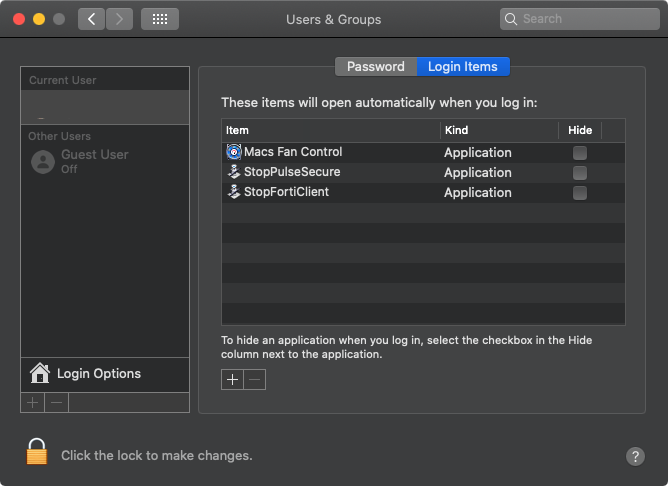 Users & Groups
Search
Current User
Other Users
Guest User
Off
Login Options
Password
Login Items
These items will open automatically when you log in:
Item Kind Hide
Macs Fan Control Application
StopPulseSecure Application
StopFortiClient Application
To hide an application when you log in, select the checkbox in the Hide
column next to the application.
Click the lock to make changes.
?